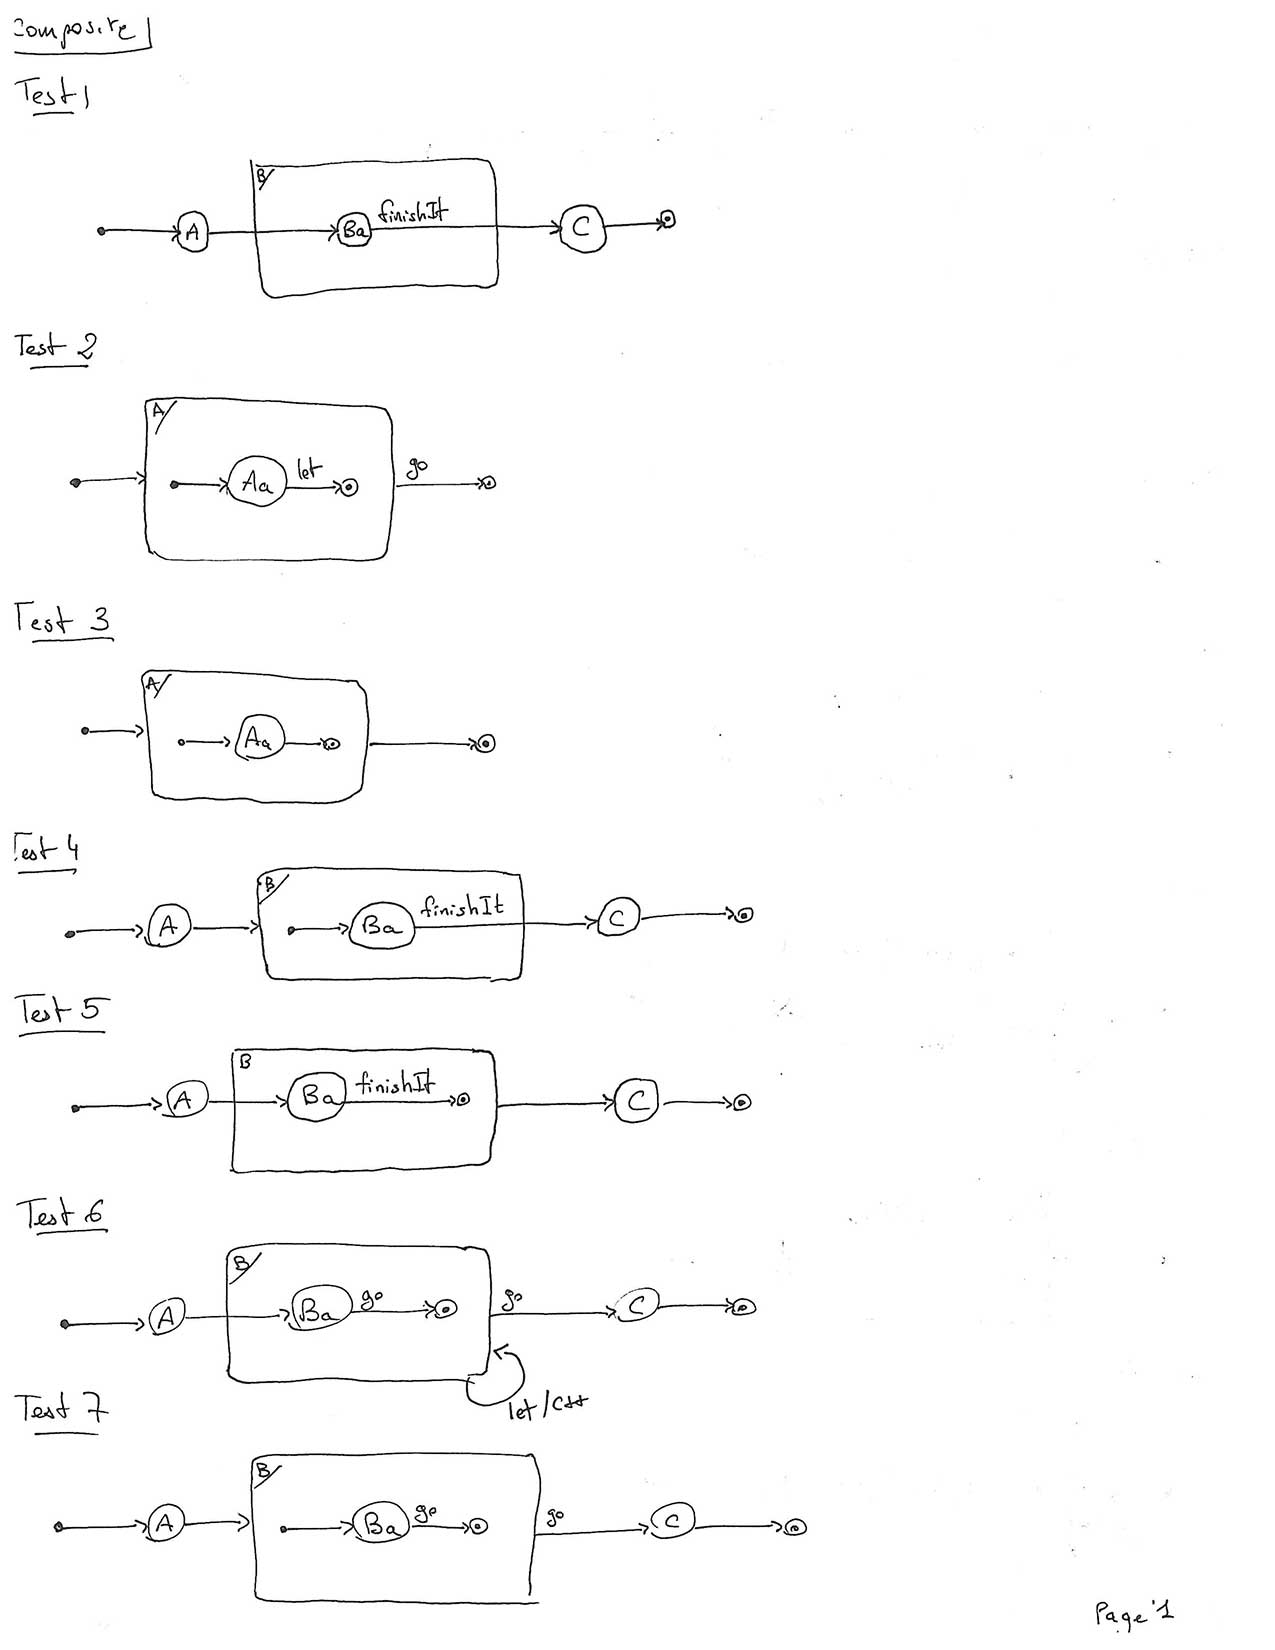 Composite
Test 1
B
A Ba finishIt C
Test 2
A
Aa let go
Test 3
A
Aa
Test 4
B
A Ba finishIt C
Test 5
B
A Ba finishIt C
Test 6
B
A Ba go go C
let/C++
Test 7
B
A Ba go go C
Page 1